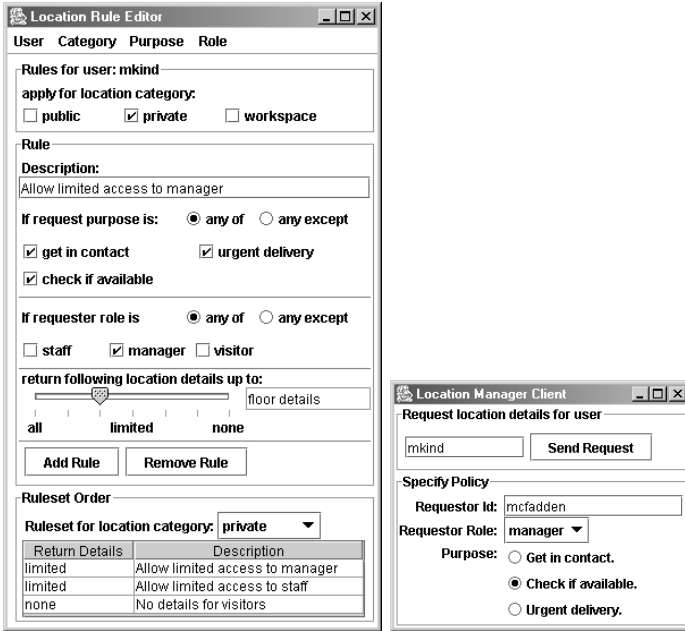 Location Rule Editor
User Category Purpose Role
Rules for user: mkind
apply for location category:
public private workspace
Rule
Description:
Allow limited access to manager
If request purpose is: any of any except
get in contact urgent delivery
check if available
If requester role is any of any except
staff manager visitor
return following location details up to:
floor details
all limited none
Add Rule Remove Rule
Ruleset Order
Ruleset for location category: private
Return Details Description
limited Allow limited access to manager
limited Allow limited access to staff
none No details for visitors
Location Manager Client
Request location details for user
mkind Send Request
Specify Policy
Requestor Id: mcfadden
Requestor Role: manager
Purpose: Get in contact.
Check if available.
Urgent delivery.